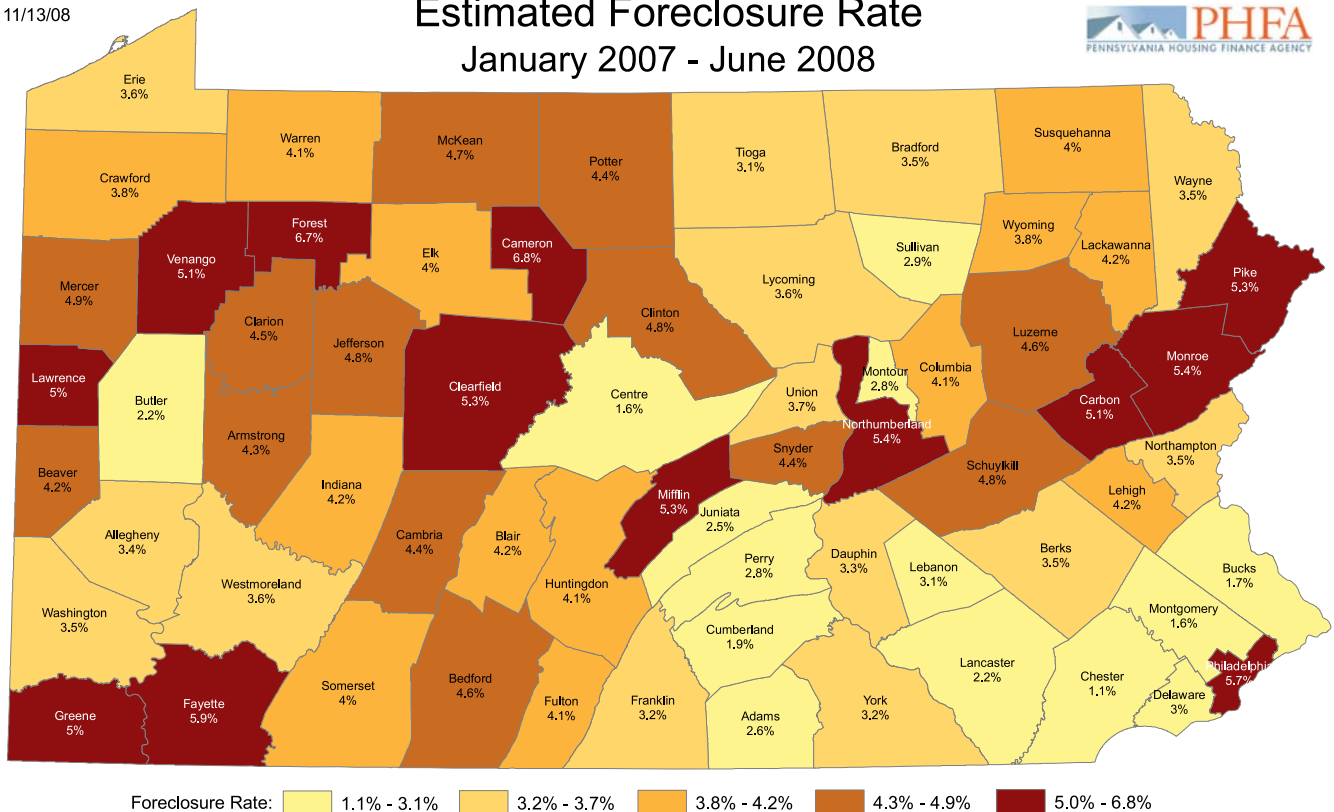 11/13/08
Estimated Foreclosure Rate
January 2007 - June 2008
PHFA
PENNSYLVANIA HOUSING FINANCE AGENCY
Erie
3.6%
Crawford
3.8%
Warren
4.1%
McKean
4.7%
Potter
4.4%
Tioga
3.1%
Bradford
3.5%
Susquehanna
4%
Wayne
3.5%
Mercer
4.9%
Venango
5.1%
Forest
6.7%
Elk
4%
Cameron
6.8%
Sullivan
2.9%
Wyoming
3.8%
Lackawanna
4.2%
Pike
5.3%
Lycoming
3.6%
Clinton
4.8%
Clarion
4.5%
Jefferson
4.8%
Luzerne
4.6%
Monroe
5.4%
Lawrence
5%
Butler
2.2%
Clearfield
5.3%
Centre
1.6%
Union
3.7%
Montour
2.8%
Columbia
4.1%
Carbon
5.1%
Armstrong
4.3%
Northumberland
5.4%
Snyder
4.4%
Northampton
3.5%
Beaver
4.2%
Indiana
4.2%
Schuylkill
4.8%
Lehigh
4.2%
Mifflin
5.3%
Juniata
2.5%
Allegheny
3.4%
Cambria
4.4%
Blair
4.2%
Perry
2.8%
Dauphin
3.3%
Lebanon
3.1%
Berks
3.5%
Bucks
1.7%
Westmoreland
3.6%
Huntingdon
4.1%
Washington
3.5%
Cumberland
1.9%
Montgomery
1.6%
Lancaster
2.2%
Chester
1.1%
Philadelphia
5.7%
Delaware
3%
Greene
5%
Fayette
5.9%
Somerset
4%
Bedford
4.6%
Fulton
4.1%
Franklin
3.2%
Adams
2.6%
York
3.2%
Foreclosure Rate: 1.1% - 3.1% 3.2% - 3.7% 3.8% - 4.2% 4.3% - 4.9% 5.0% - 6.8%